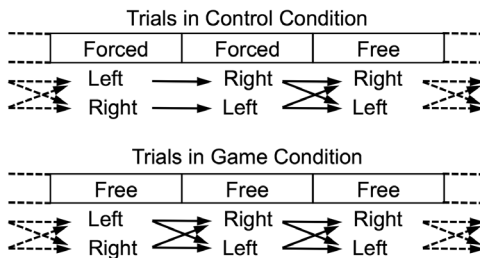 Trials in Control Condition
Forced Forced Free
Left Right Right
Right Left Left
Trials in Game Condition
Free Free Free
Left Right Right
Right Left Left